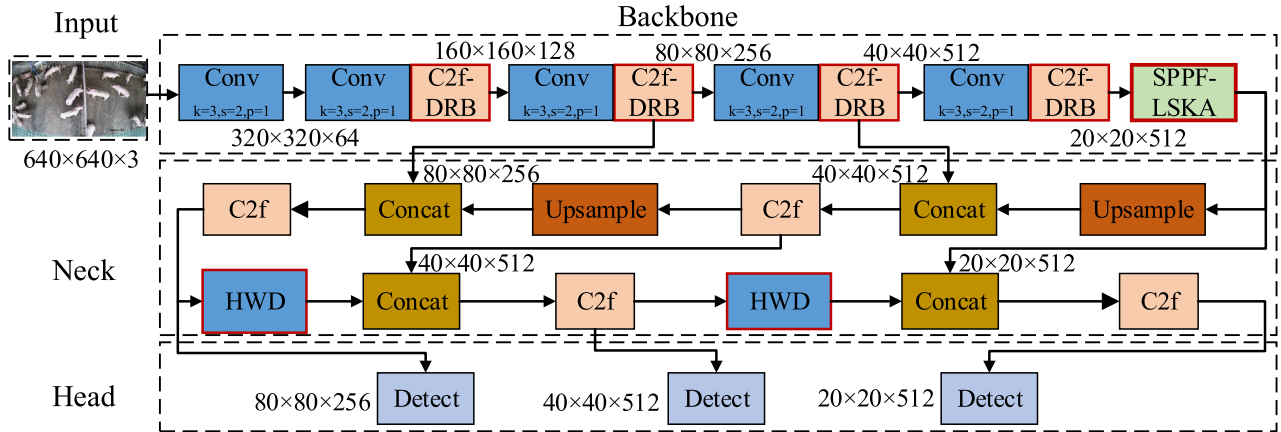 Input
Backbone
160×160×128
80×80×256
40×40×512
Conv
k=3,s=2,p=1
Conv
k=3,s=2,p=1
C2f-
DRB
Conv
k=3,s=2,p=1
C2f-
DRB
Conv
k=3,s=2,p=1
C2f-
DRB
Conv
k=3,s=2,p=1
C2f-
DRB
SPPF-
LSKA
640×640×3
320×320×64
20×20×512
80×80×256
40×40×512
C2f
Concat
Upsample
C2f
Concat
Upsample
Neck
40×40×512
20×20×512
HWD
Concat
C2f
HWD
Concat
C2f
Head
80×80×256
Detect
40×40×512
Detect
20×20×512
Detect